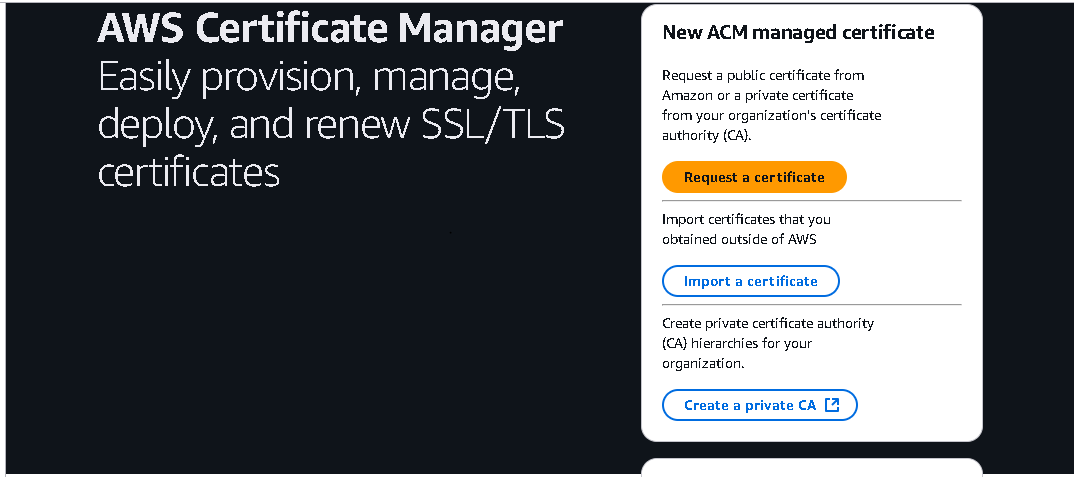 AWS Certificate Manager
Easily provision, manage,
deploy, and renew SSL/TLS
certificates
New ACM managed certificate
Request a public certificate from
Amazon or a private certificate
from your organization's certificate
authority (CA).
Request a certificate
Import certificates that you
obtained outside of AWS
Import a certificate
Create private certificate authority
(CA) hierarchies for your
organization.
Create a private CA